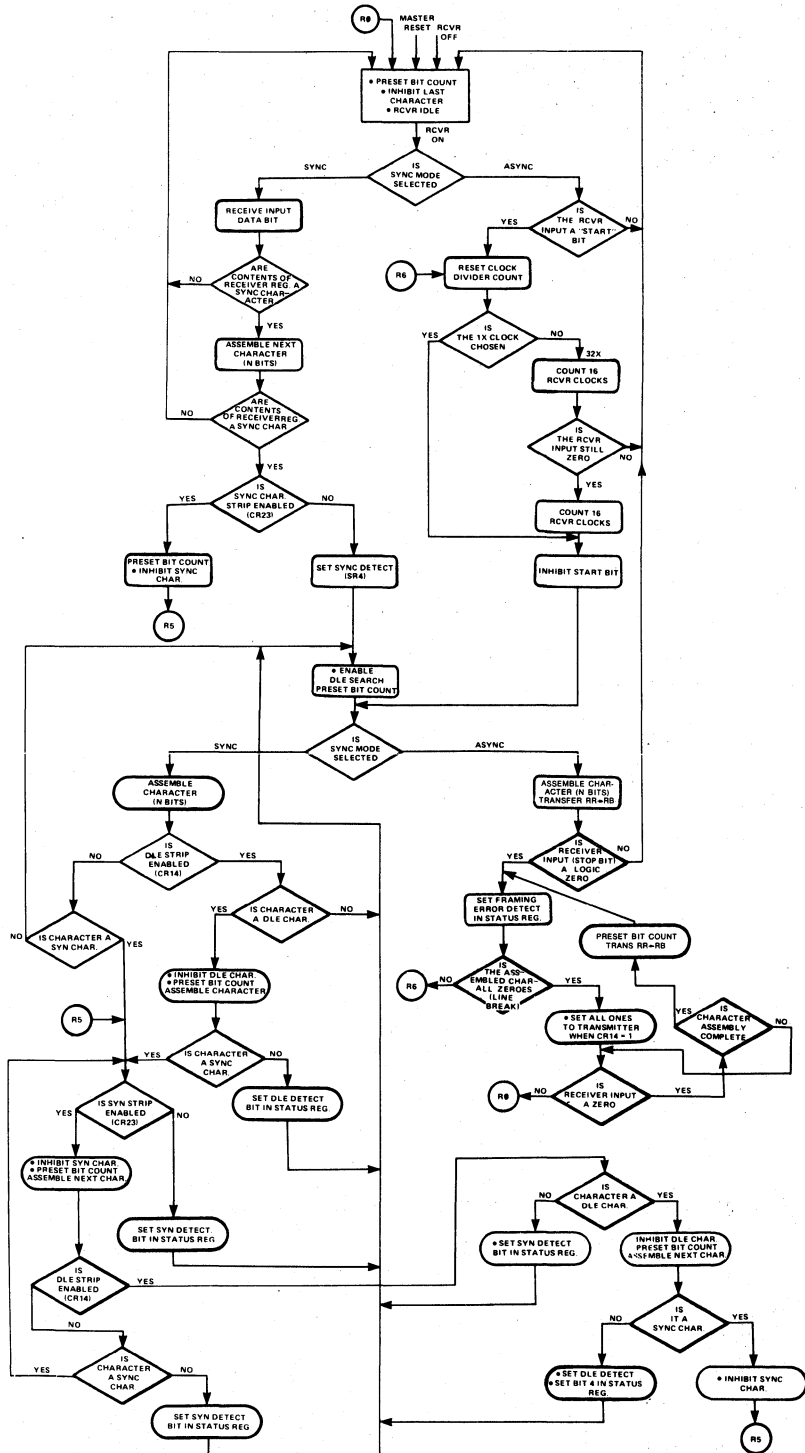 RØ
MASTER
RESET
RCVR
OFF
• PRESET BIT COUNT
• INHIBIT LAST
CHARACTER
• RCVR IDLE
RCVR
ON
IS
SYNC MODE
SELECTED
SYNC
ASYNC
RECEIVE INPUT
DATA BIT
IS
THE RCVR
INPUT A "START"
BIT
YES
NO
R6
RESET CLOCK
DIVIDER COUNT
ARE
CONTENTS OF
RECEIVER REG. A
SYNC CHAR-
ACTER
NO
YES
IS
THE 1X CLOCK
CHOSEN
YES
NO
32X
ASSEMBLE NEXT
CHARACTER
(N BITS)
COUNT 16
RCVR CLOCKS
ARE
CONTENTS
OF RECEIVERREG
A SYNC CHAR
NO
YES
IS
THE RCVR
INPUT STILL
ZERO
NO
YES
IS
SYNC CHAR.
STRIP ENABLED
(CR23)
YES
NO
COUNT 16
RCVR CLOCKS
PRESET BIT COUNT
• INHIBIT SYNC
CHAR.
SET SYNC DETECT
(SR4)
INHIBIT START BIT
R5
• ENABLE
DLE SEARCH
PRESET BIT COUNT
IS
SYNC MODE
SELECTED
SYNC
ASYNC
ASSEMBLE
CHARACTER
(N BITS)
ASSEMBLE CHAR-
ACTER (N BITS)
TRANSFER RR→RB
IS
DLE STRIP
ENABLED
(CR14)
NO
YES
IS
RECEIVER
INPUT (STOP BIT)
A LOGIC
ZERO
YES
NO
IS CHARACTER
A DLE CHAR.
YES
NO
SET FRAMING
ERROR DETECT
IN STATUS REG.
IS CHARACTER A
SYN CHAR.
NO
YES
PRESET BIT COUNT
TRANS RR→RB
• INHIBIT DLE CHAR.
• PRESET BIT COUNT
ASSEMBLE CHARACTER
IS
THE ASS-
EMBLED CHAR-
ALL ZEROES
(LINE
BREAK)
NO
YES
R6
R5
• SET ALL ONES
TO TRANSMITTER
WHEN CR14 = 1
IS
CHARACTER
ASSEMBLY
COMPLETE
YES
NO
IS CHARACTER
A SYNC
CHAR.
YES
NO
SET DLE DETECT
BIT IN STATUS REG.
IS
RECEIVER INPUT
A ZERO
NO
YES
RØ
IS SYN STRIP
ENABLED
(CR23)
YES
NO
• INHIBIT SYN CHAR.
• PRESET BIT COUNT
ASSEMBLE NEXT CHAR.
SET SYN DETECT
BIT IN STATUS REG
IS
CHARACTER A
DLE CHAR.
NO
YES
• SET SYN DETECT
BIT IN STATUS REG.
INHIBIT DLE CHAR.
PRESET BIT COUNT
ASSEMBLE NEXT CHAR.
IS
DLE STRIP
ENABLED
(CR14)
YES
NO
IS
IT A
SYNC CHAR
NO
YES
IS
CHARACTER
A SYNC
CHAR
YES
NO
• SET DLE DETECT
• SET BIT 4 IN STATUS
REG.
• INHIBIT SYNC
CHAR.
SET SYN DETECT
BIT IN STATUS REG
R5